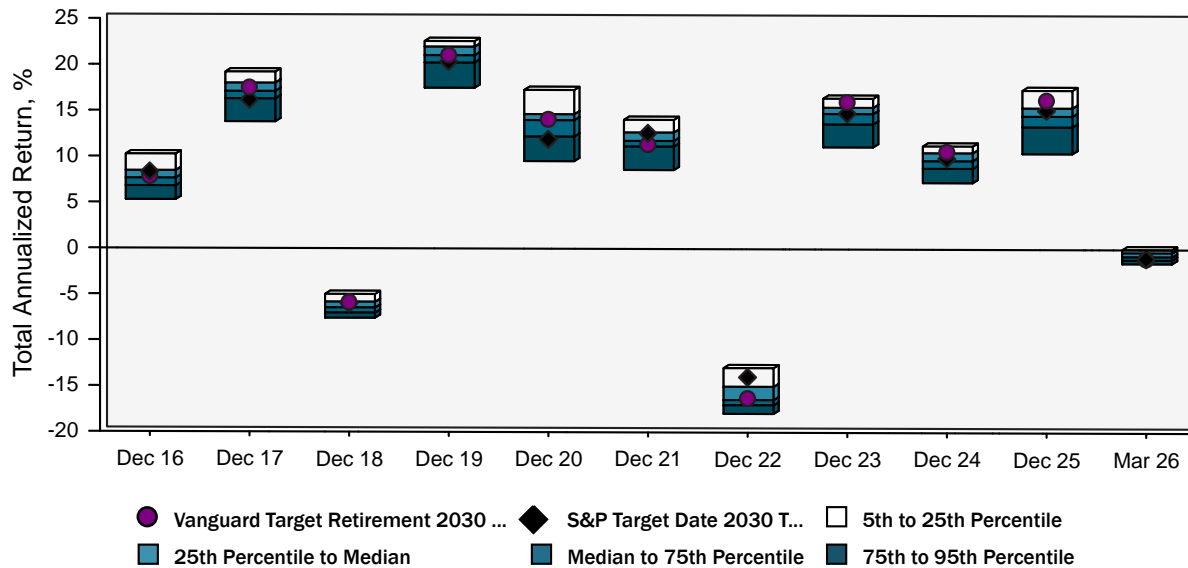 Total Annualized Return, %
25
20
15
10
5
0
-5
-10
-15
-20
Dec 16 Dec 17 Dec 18 Dec 19 Dec 20 Dec 21 Dec 22 Dec 23 Dec 24 Dec 25 Mar 26
Vanguard Target Retirement 2030 ... S&P Target Date 2030 T... 5th to 25th Percentile
25th Percentile to Median Median to 75th Percentile 75th to 95th Percentile